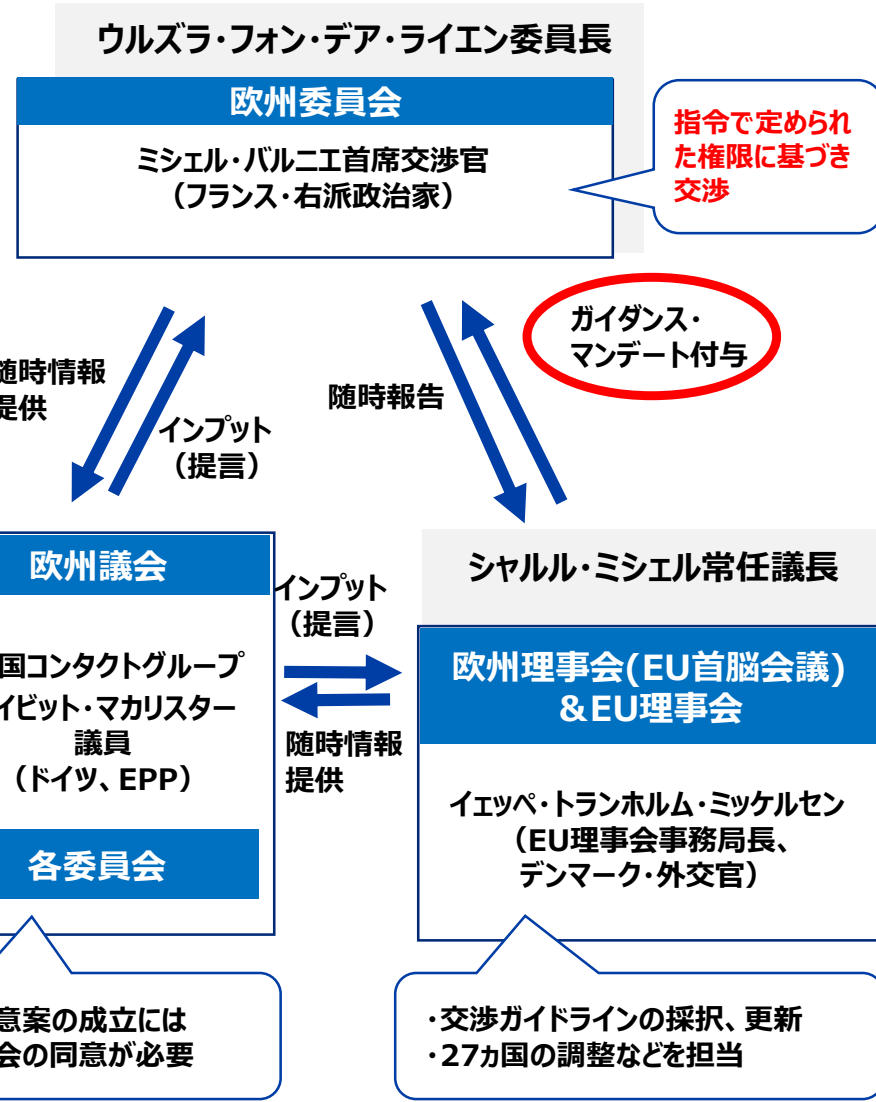 ウルズラ・フォン・デア・ライエン委員長
欧州委員会
ミシェル・バルニエ首席交渉官
（フランス・右派政治家）
指令で定められ
た権限に基づき
交渉
ガイダンス・
マンデート付与
随時情報
提供
インプット
（提言）
随時報告
欧州議会
国コンタクトグループ
イビット・マカリスター
議員
（ドイツ、EPP）
各委員会
インプット
（提言）
随時情報
提供
シャルル・ミシェル常任議長
欧州理事会(EU首脳会議)
＆EU理事会
イェッペ・トランホルム・ミッケルセン
（EU理事会事務局長、
デンマーク・外交官）
意案の成立には
会の同意が必要
・交渉ガイドラインの採択、更新
・27ヵ国の調整などを担当